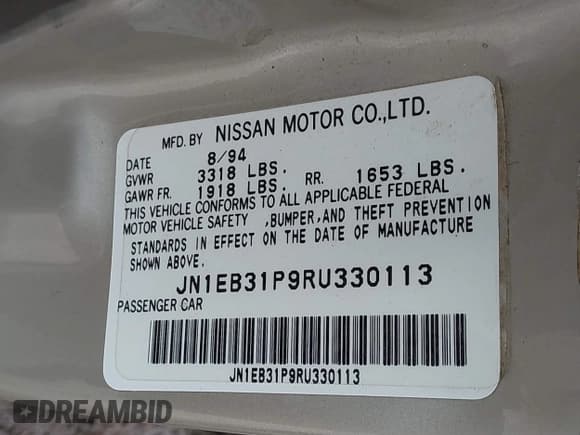 MFD. BY NISSAN MOTOR CO.,LTD.
DATE 8/94
GVWR 3318 LBS.
GAWR FR. 1918 LBS. RR. 1653 LBS.
THIS VEHICLE CONFORMS TO ALL APPLICABLE FEDERAL
MOTOR VEHICLE SAFETY ,BUMPER,AND THEFT PREVENTION
STANDARDS IN EFFECT ON THE DATE OF MANUFACTURE
SHOWN ABOVE.
JN1EB31P9RU330113
PASSENGER CAR
JN1EB31P9RU330113
DREAMBID